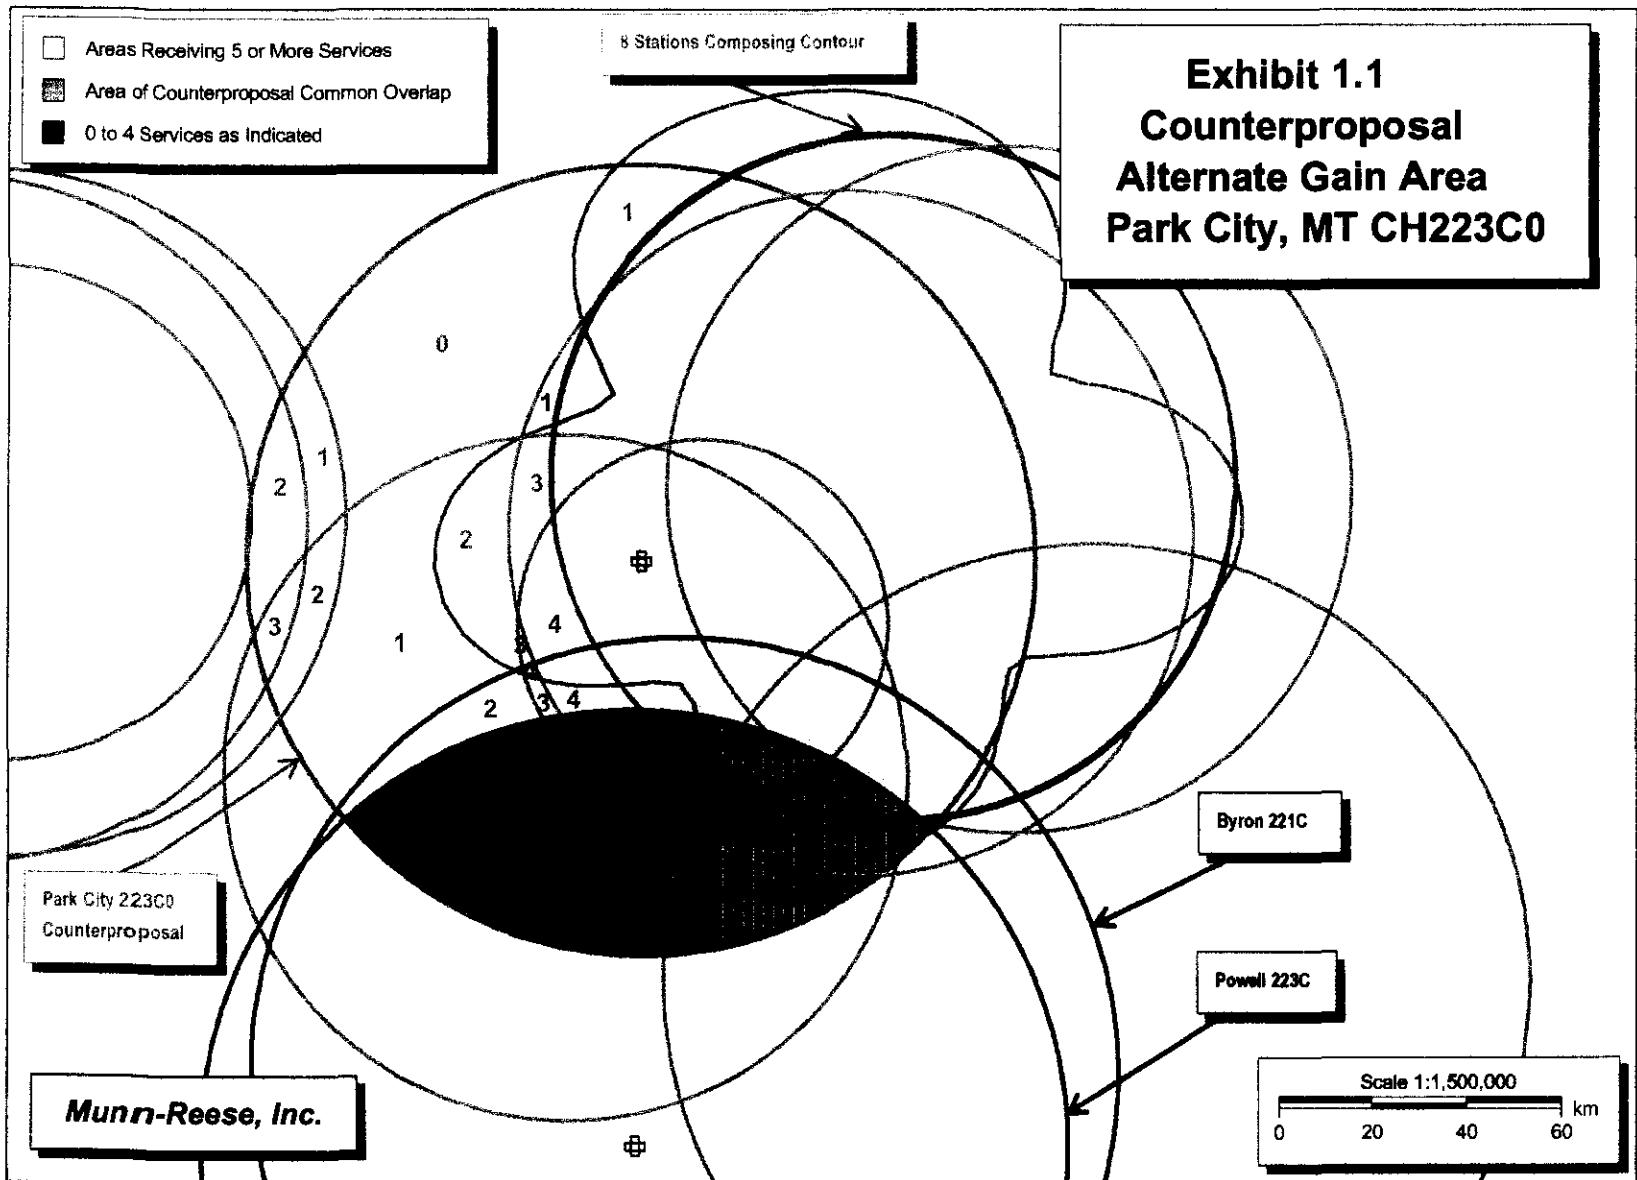 Areas Receiving 5 or More Services
Area of Counterproposal Common Overlap
0 to 4 Services as Indicated
8 Stations Composing Contour
Exhibit 1.1
Counterproposal
Alternate Gain Area
Park City, MT CH223C0
1
0
1
1
2
3
2
2
3
1
4
3
4
2
3
4
Byron 221C
Park City 223C0
Counterproposal
Powell 223C
Munn-Reese, Inc.
Scale 1:1,500,000
km
0 20 40 60